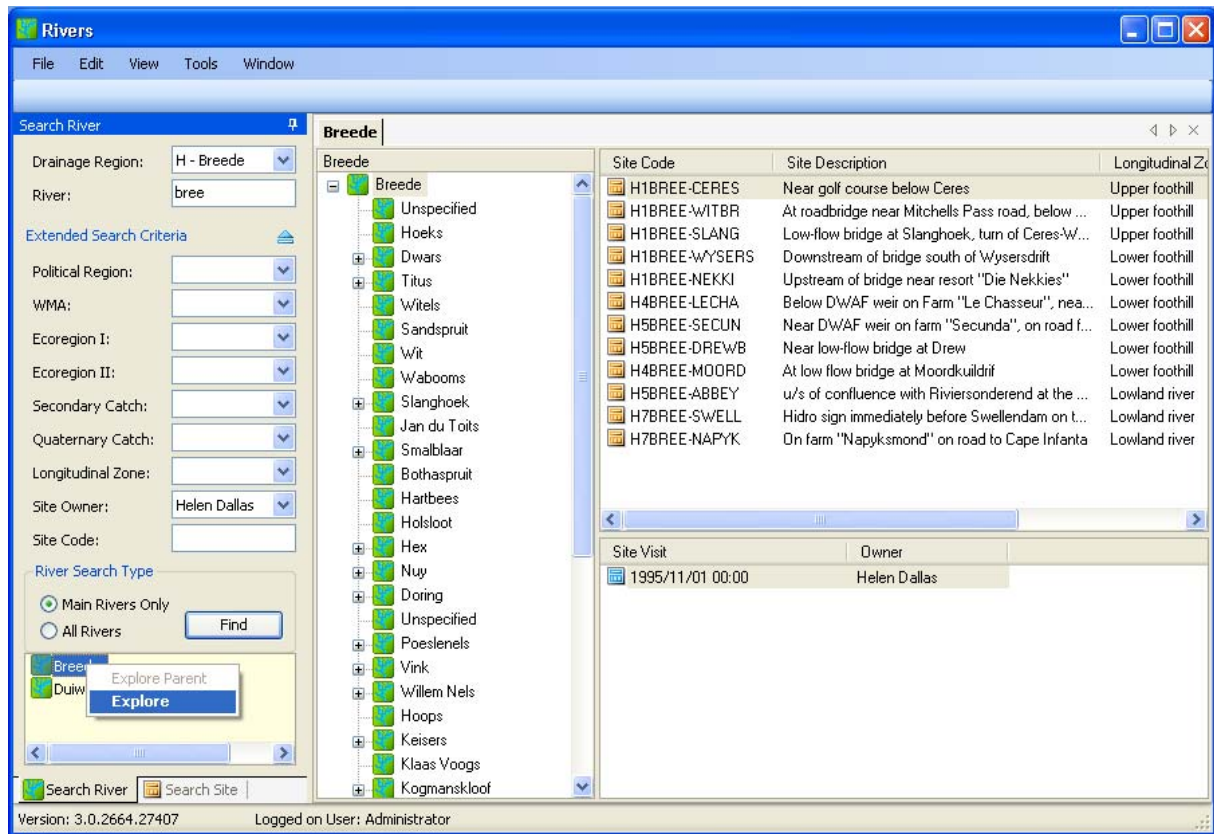 Rivers
File Edit View Tools Window
Search River
Drainage Region: H - Breede
River: bree
Extended Search Criteria
Political Region:
WMA:
Ecoregion I:
Ecoregion II:
Secondary Catch:
Quaternary Catch:
Longitudinal Zone:
Site Owner: Helen Dallas
Site Code:
River Search Type
Main Rivers Only
All Rivers
Find
Breed
Duiw
Explore Parent
Explore
Search River Search Site
Breede
Breede
Breede
Unspecified
Hoeks
Dwars
Titus
Witels
Sandspruit
Wit
Wabooms
Slanghoek
Jan du Toits
Smalblaar
Bothaspruit
Hartbees
Holsloot
Hex
Nuy
Doring
Unspecified
Poeslenels
Vink
Willem Nels
Hoops
Keisers
Klaas Voogs
Kogmanskloof
Site Code Site Description Longitudinal Zo
H1BREE-CERES Near golf course below Ceres Upper foothill
H1BREE-WITBR At roadbridge near Mitchells Pass road, below ... Upper foothill
H1BREE-SLANG Low-flow bridge at Slanghoek, turn of Ceres-W... Upper foothill
H1BREE-WYSERS Downstream of bridge south of Wysersdrift Lower foothill
H1BREE-NEKKI Upstream of bridge near resort "Die Nekkies" Lower foothill
H4BREE-LECHA Below DWAF weir on Farm "Le Chasseur", nea... Lower foothill
H5BREE-SECUN Near DWAF weir on farm "Secunda", on road f... Lower foothill
H5BREE-DREWB Near low-flow bridge at Drew Lower foothill
H4BREE-MOORD At low flow bridge at Moordkuildrif Lower foothill
H5BREE-ABBEY u/s of confluence with Riviersonderend at the ... Lowland river
H7BREE-SWELL Hidro sign immediately before Swellendam on t... Lowland river
H7BREE-NAPYK On farm "Napyksmond" on road to Cape Infanta Lowland river
Site Visit Owner
1995/11/01 00:00 Helen Dallas
Version: 3.0.2664.27407 Logged on User: Administrator